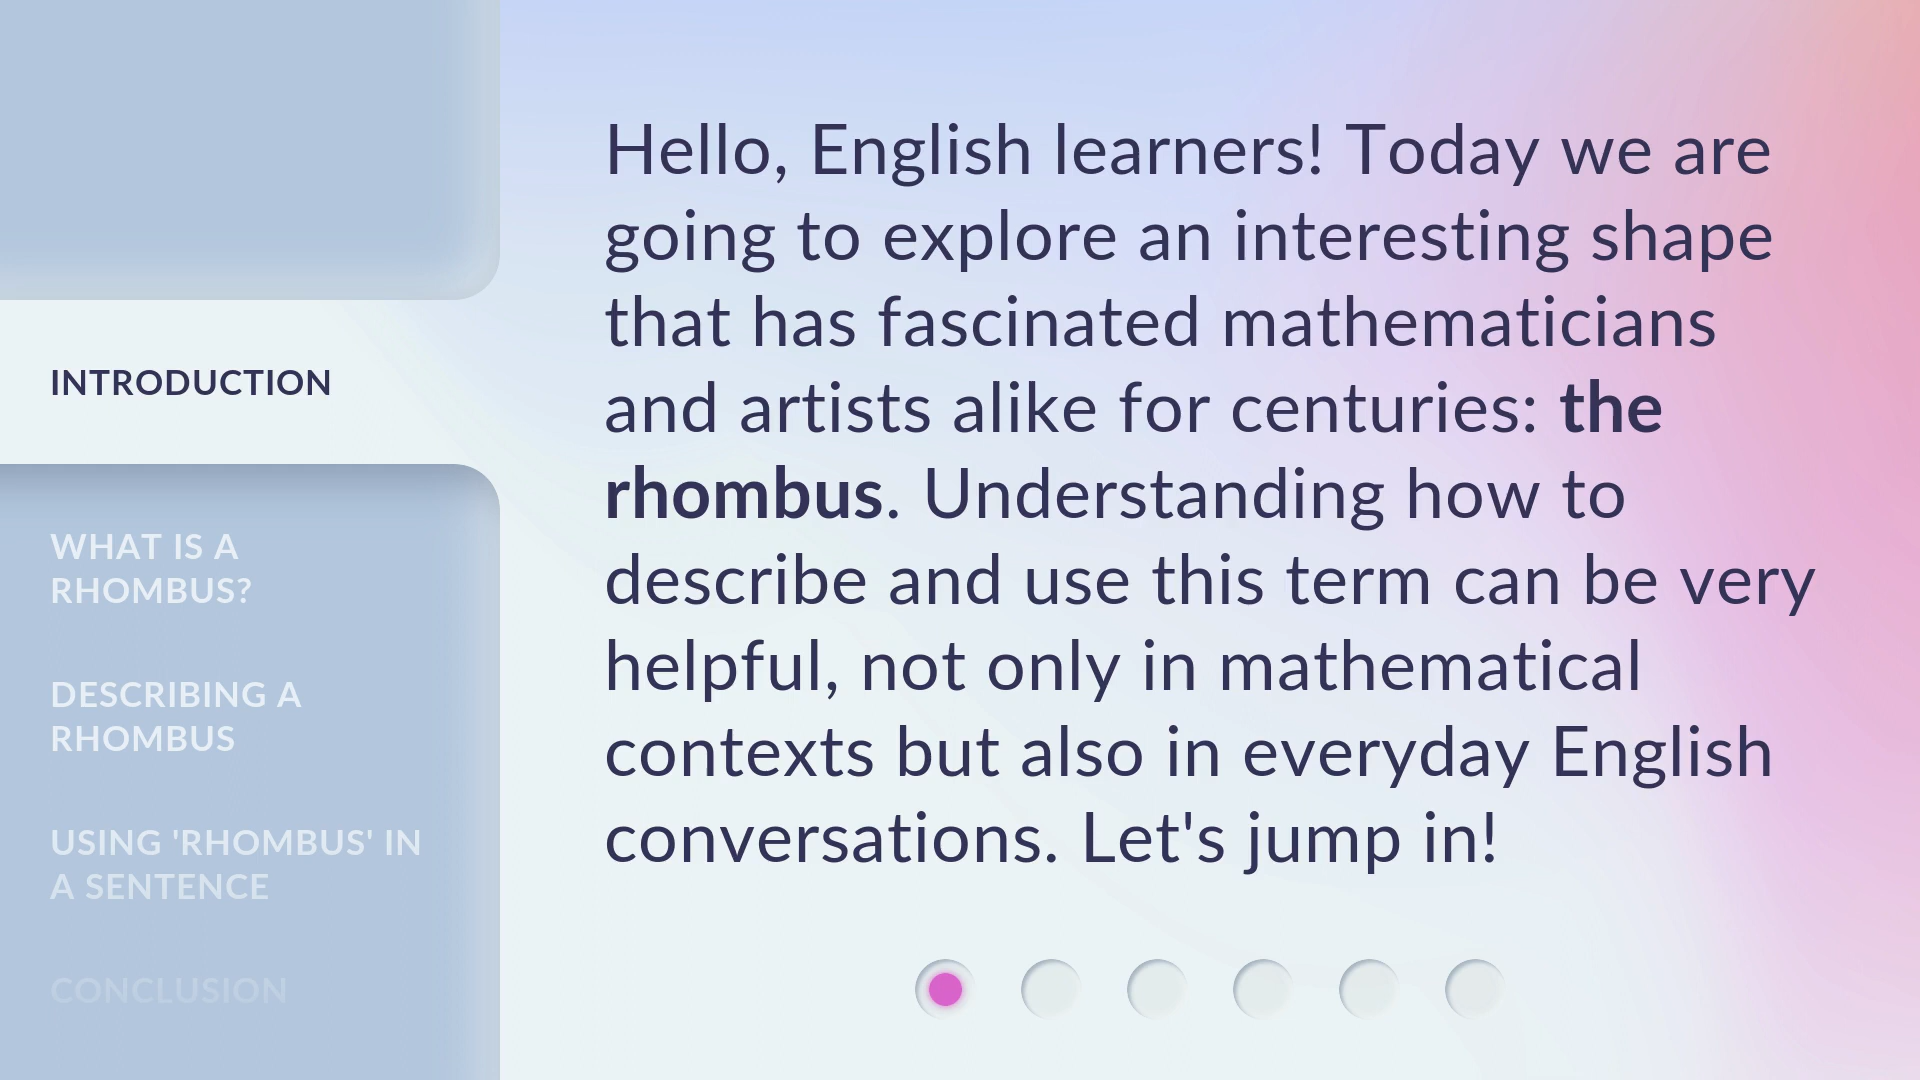 INTRODUCTION
WHAT IS A
RHOMBUS?
DESCRIBING A
RHOMBUS
USING 'RHOMBUS' IN
A SENTENCE
CONCLUSION
Hello, English learners! Today we are
going to explore an interesting shape
that has fascinated mathematicians
and artists alike for centuries: the
rhombus. Understanding how to
describe and use this term can be very
helpful, not only in mathematical
contexts but also in everyday English
conversations. Let's jump in!